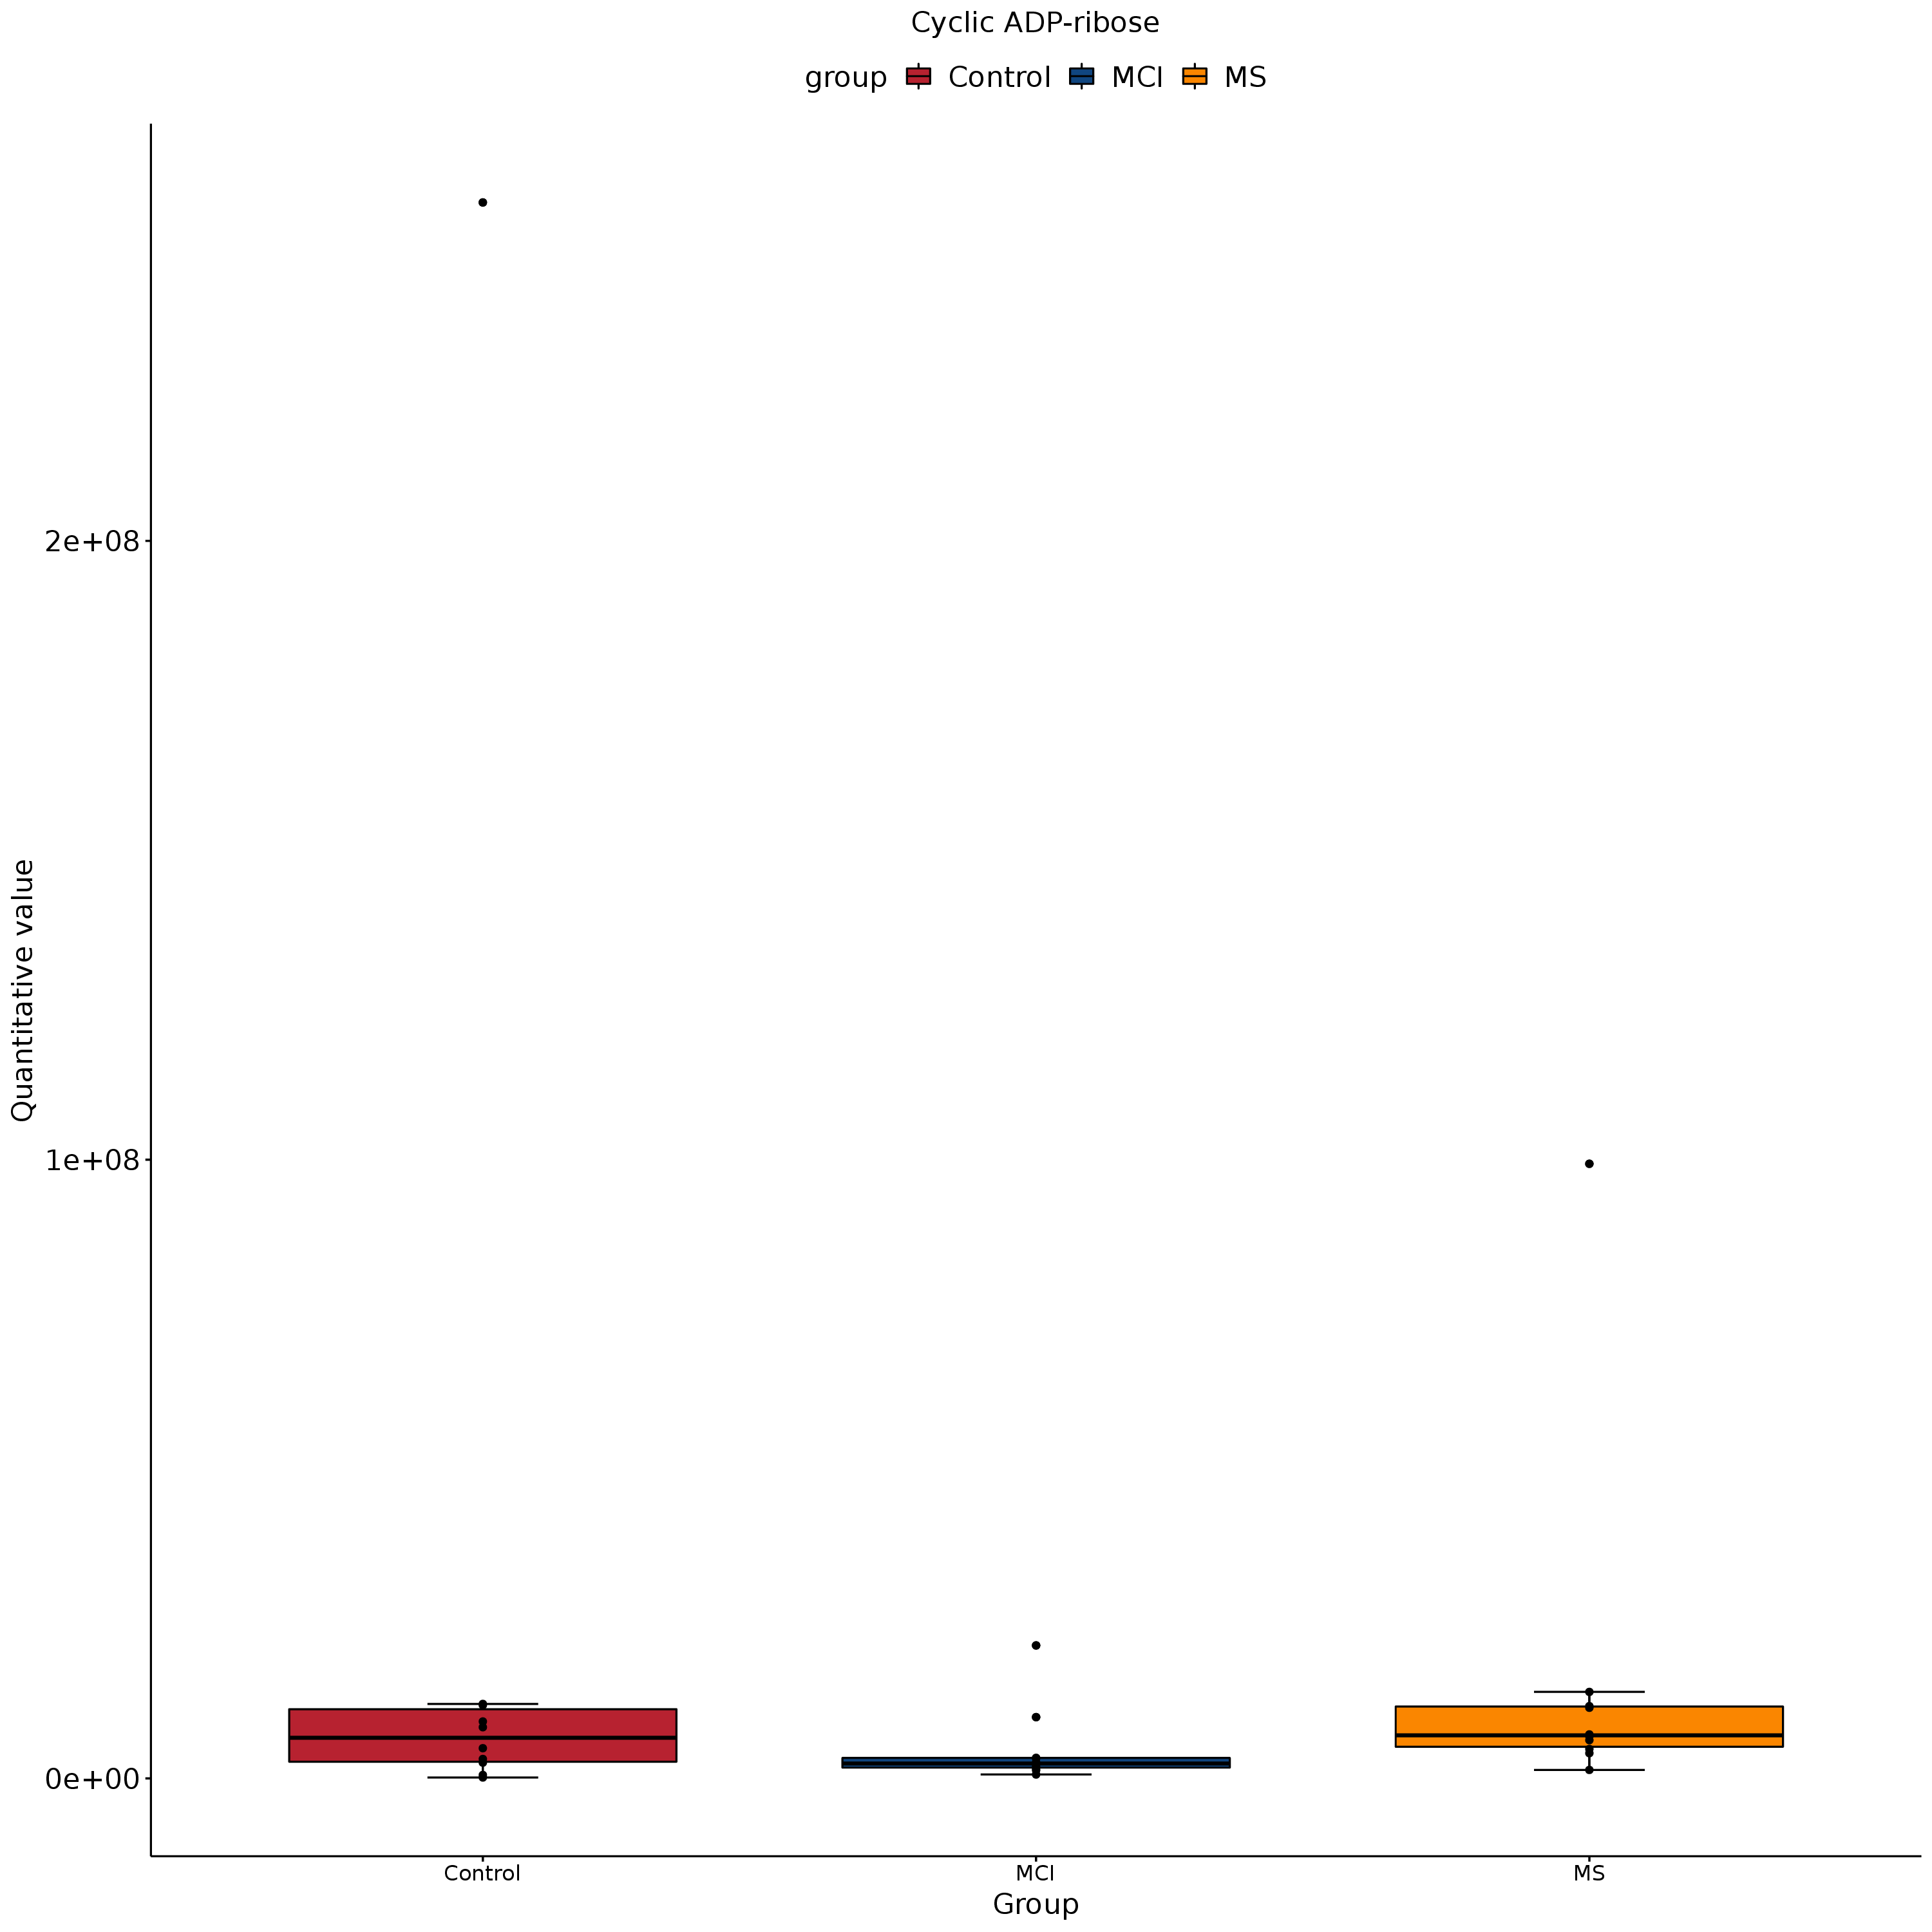 Cyclic ADP-ribose
group Control MCI MS
Quantitative value
2e+08
1e+08
0e+00
Control MCI MS
Group